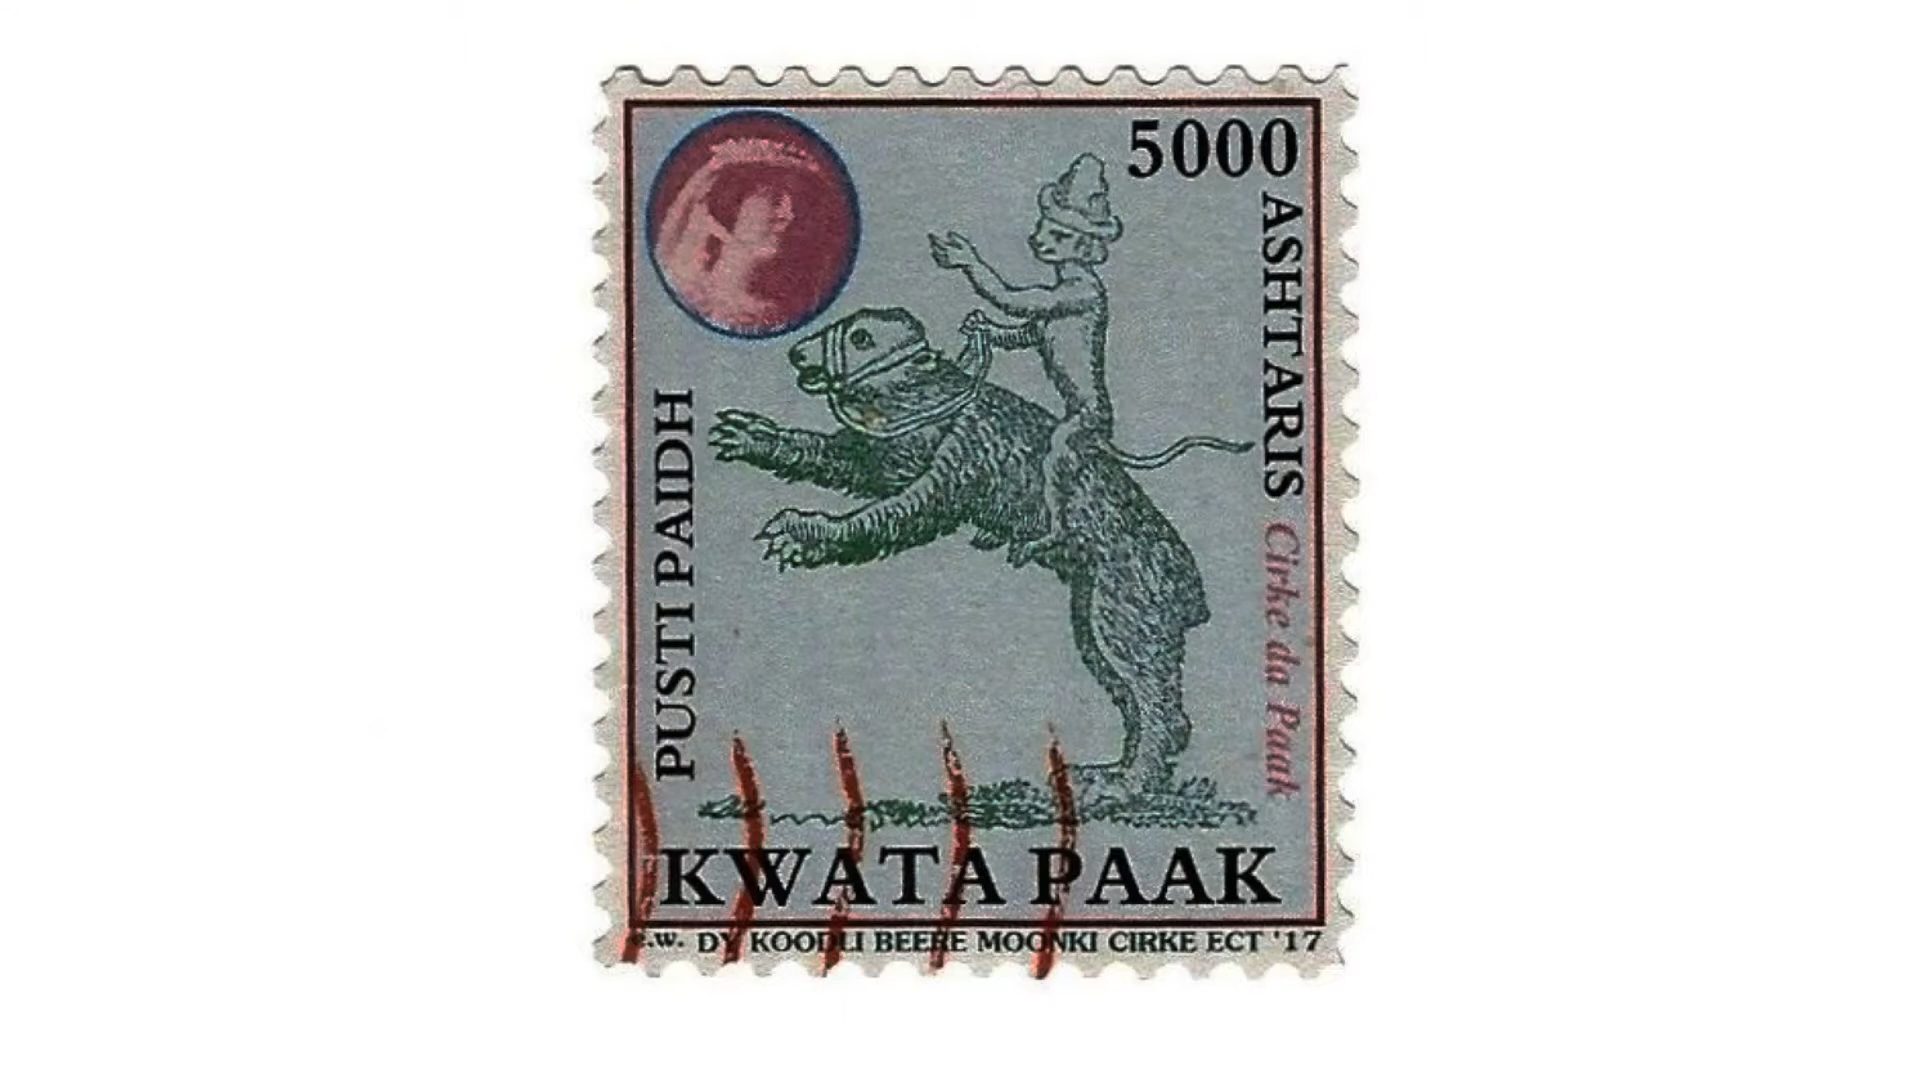 5000
ASHTARIS Cirke da Paak
PUSTI PAIDH
KWATA PAAK
e.w. DY KOODLI BEERE MOONKI CIRKE ECT '17